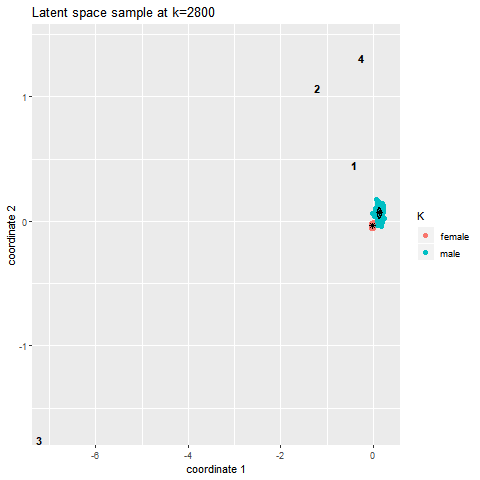 Latent space sample at k=2800
4
2
1
3
1
0
-1
coordinate 2
-6
-4
-2
0
coordinate 1
K
female
male